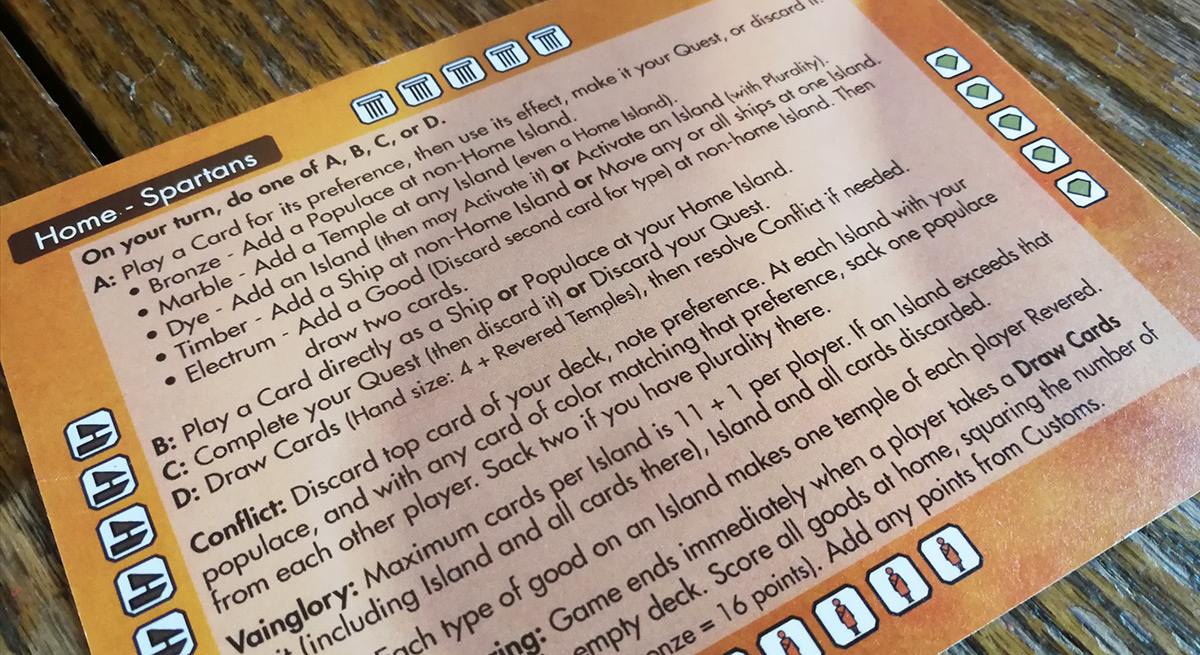 Home - Spartans
On your turn, do one of A, B, C, or D.
A: Play a Card for its preference, then use its effect, make it your Quest, or discard it.
• Bronze - Add a Populace at non-Home Island.
• Marble - Add a Temple at any Island (even a Home Island).
• Dye - Add an Island (then may Activate it) or Activate an Island (with Plurality).
• Timber - Add a Ship at non-Home Island or Move any or all ships at one Island.
• Electrum - Add a Good (Discard second card for type) at non-home Island. Then
draw two cards.
B: Play a Card directly as a Ship or Populace at your Home Island.
C: Complete your Quest (then discard it) or Discard your Quest.
D: Draw Cards (Hand size: 4 + Revered Temples), then resolve Conflict if needed.
Conflict: Discard top card of your deck, note preference. At each Island with your
populace, and with any card of color matching that preference, sack one populace
from each other player. Sack two if you have plurality there.
Vainglory: Maximum cards per Island is 11 + 1 per player. If an Island exceeds that
(including Island and all cards there), Island and all cards discarded.
Each type of good on an Island makes one temple of each player Revered.
Game ends immediately when a player takes a Draw Cards
empty deck. Score all goods at home, squaring the number of
= 16 points). Add any points from Customs.